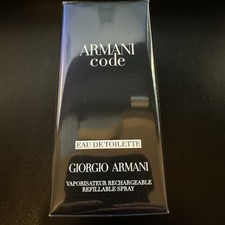 ARMANI
code
EAU DE TOILETTE
GIORGIO ARMANI
VAPORISATEUR RECHARGEABLE
REFILLABLE SPRAY